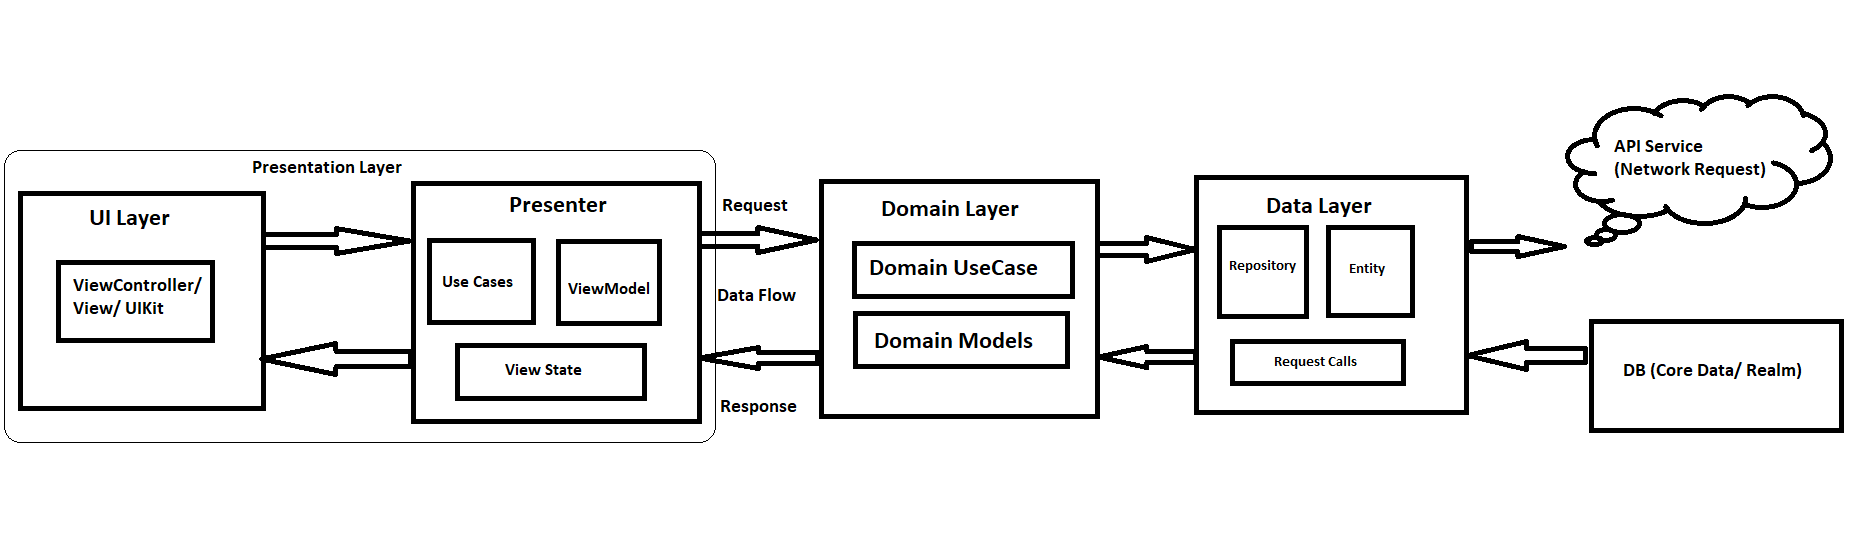 Presentation Layer
UI Layer
ViewController/
View/ UIKit
Presenter
Use Cases
ViewModel
View State
Request
Data Flow
Response
Domain Layer
Domain UseCase
Domain Models
Data Layer
Repository
Entity
Request Calls
API Service
(Network Request)
DB (Core Data/ Realm)